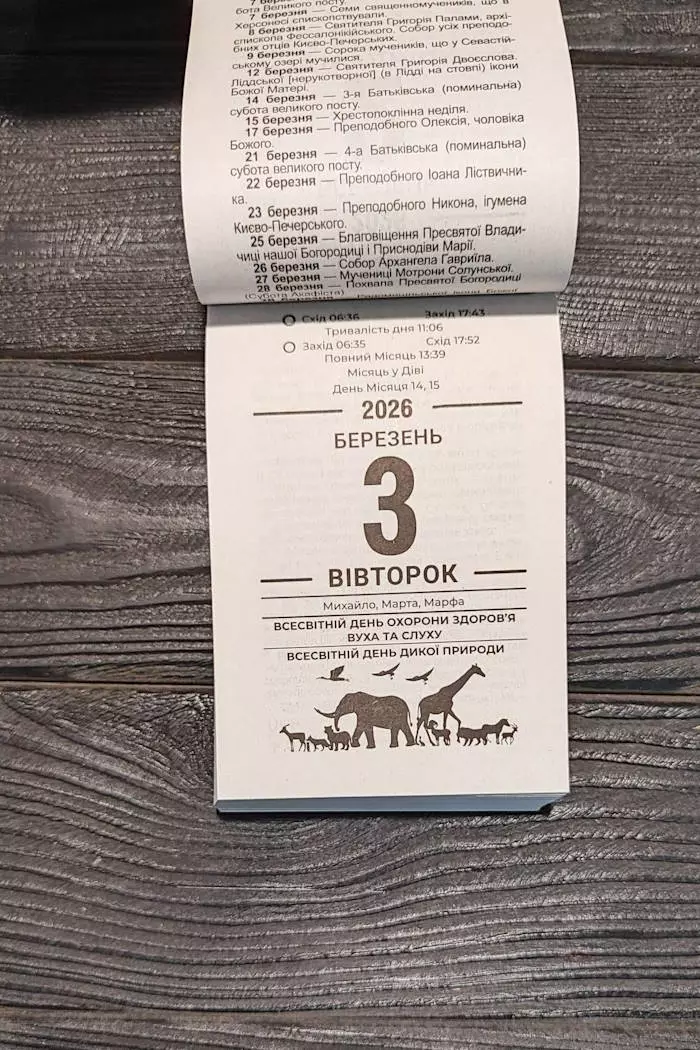 бота Великого посту.
7 березня — Семи священномучеників, що в
Херсонесі єпископствували.
8 березня — Святителя Григорія Палами, архі-
єпископа Фессалонікійського. Собор усіх преподо-
бних отців Києво-Печерських.
9 березня — Сорока мучеників, що у Севастій-
ському озері мучилися.
12 березня — Святителя Григорія Двоєслова.
Ліддської [нерукотворної] (в Лідді на стовпі) ікони
Божої Матері.
14 березня — 3-я Батьківська (поминальна)
субота великого посту.
15 березня — Хрестопоклінна неділя.
17 березня — Преподобного Олексія, чоловіка
Божого.
21 березня — 4-а Батьківська (поминальна)
субота великого посту.
22 березня — Преподобного Іоана Ліствични-
ка.
23 березня — Преподобного Никона, ігумена
Києво-Печерського.
25 березня — Благовіщення Пресвятої Влади-
чиці нашої Богородиці і Приснодіви Марії.
26 березня — Собор Архангела Гавриїла.
27 березня — Мучениці Мотрони Солунської.
28 березня — Похвала Пресвятої Богородиці
(Субота Акафіста)
Схід 06:36 Захід 17:43
Тривалість дня 11:06
Захід 06:35 Схід 17:52
Повний Місяць 13:39
Місяць у Діві
День Місяця 14, 15
2026
БЕРЕЗЕНЬ
3
ВІВТОРОК
Михайло, Марта, Марфа
ВСЕСВІТНІЙ ДЕНЬ ОХОРОНИ ЗДОРОВ'Я
ВУХА ТА СЛУХУ
ВСЕСВІТНІЙ ДЕНЬ ДИКОЇ ПРИРОДИ